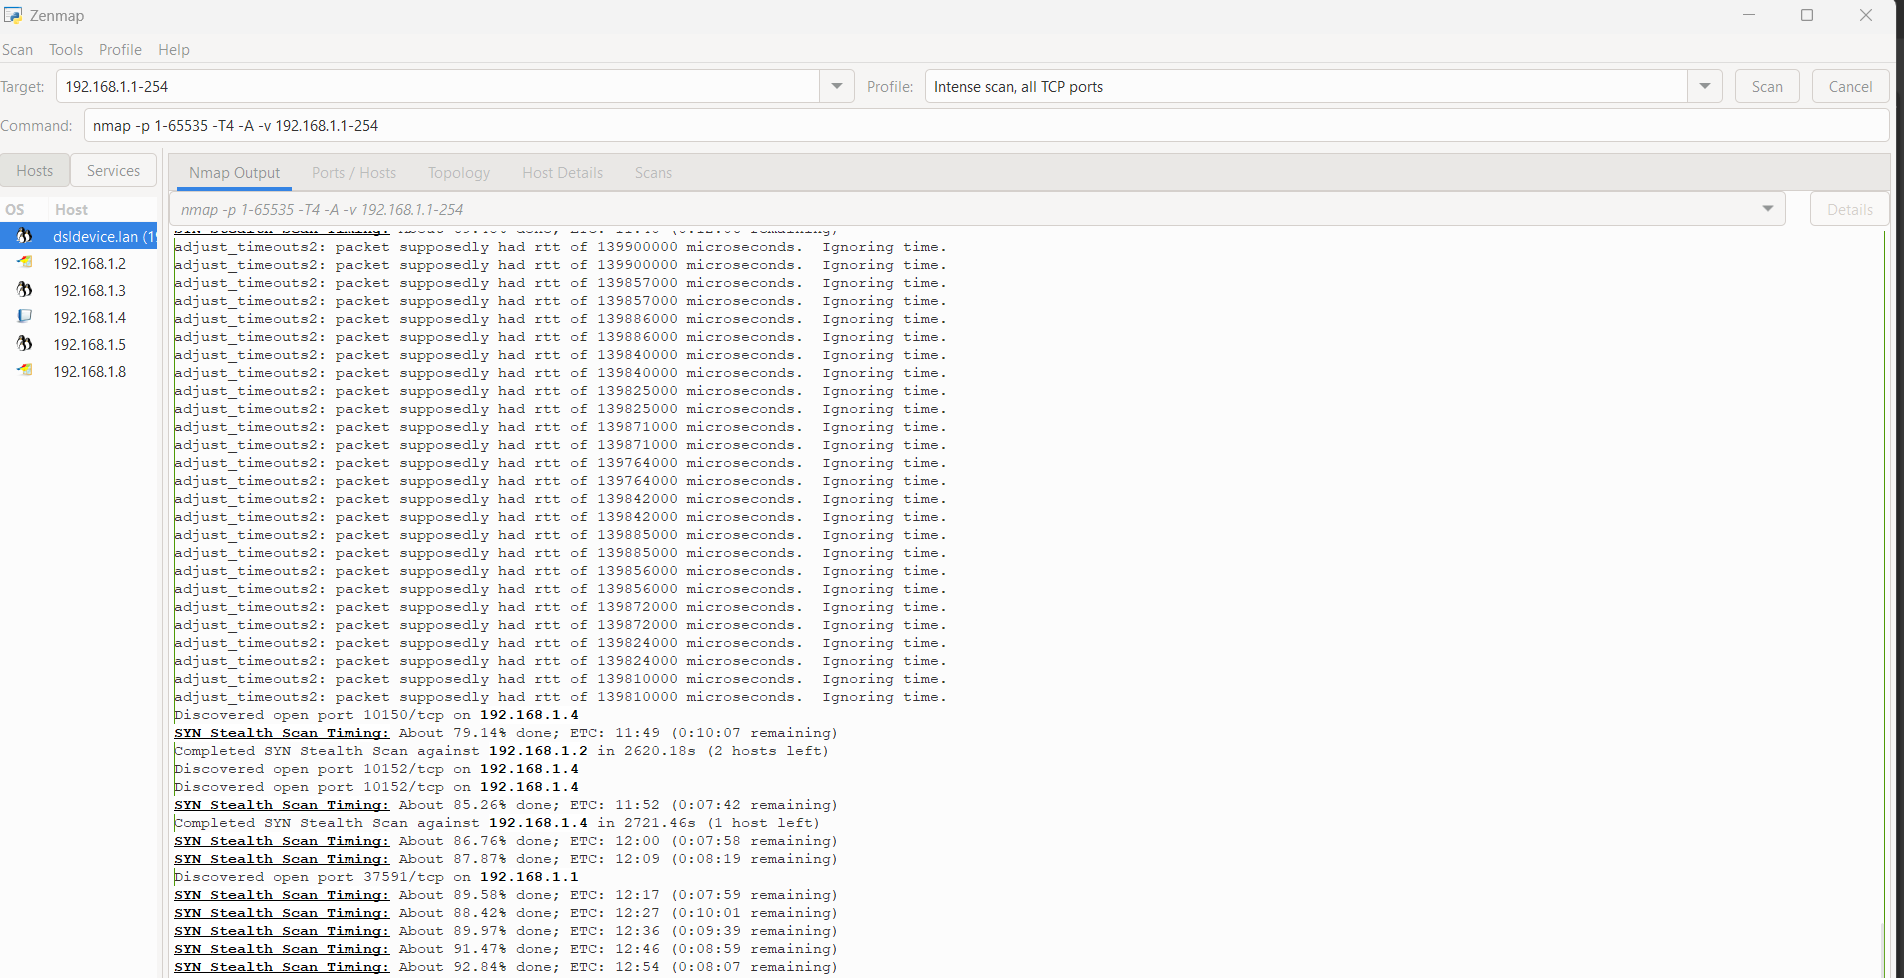 Zenmap
Scan Tools Profile Help
Target: 192.168.1.1-254 Profile: Intense scan, all TCP ports Scan Cancel
Command: nmap -p 1-65535 -T4 -A -v 192.168.1.1-254
Hosts Services
Nmap Output Ports / Hosts Topology Host Details Scans
OS Host
nmap -p 1-65535 -T4 -A -v 192.168.1.1-254 Details
dsldevice.lan (19
192.168.1.2
192.168.1.3
192.168.1.4
192.168.1.5
192.168.1.8
SYN Stealth Scan Timing: About done; ETC: remaining)
adjust_timeouts2: packet supposedly had rtt of 139900000 microseconds.  Ignoring time.
adjust_timeouts2: packet supposedly had rtt of 139900000 microseconds.  Ignoring time.
adjust_timeouts2: packet supposedly had rtt of 139857000 microseconds.  Ignoring time.
adjust_timeouts2: packet supposedly had rtt of 139857000 microseconds.  Ignoring time.
adjust_timeouts2: packet supposedly had rtt of 139886000 microseconds.  Ignoring time.
adjust_timeouts2: packet supposedly had rtt of 139886000 microseconds.  Ignoring time.
adjust_timeouts2: packet supposedly had rtt of 139840000 microseconds.  Ignoring time.
adjust_timeouts2: packet supposedly had rtt of 139840000 microseconds.  Ignoring time.
adjust_timeouts2: packet supposedly had rtt of 139825000 microseconds.  Ignoring time.
adjust_timeouts2: packet supposedly had rtt of 139825000 microseconds.  Ignoring time.
adjust_timeouts2: packet supposedly had rtt of 139871000 microseconds.  Ignoring time.
adjust_timeouts2: packet supposedly had rtt of 139871000 microseconds.  Ignoring time.
adjust_timeouts2: packet supposedly had rtt of 139764000 microseconds.  Ignoring time.
adjust_timeouts2: packet supposedly had rtt of 139764000 microseconds.  Ignoring time.
adjust_timeouts2: packet supposedly had rtt of 139842000 microseconds.  Ignoring time.
adjust_timeouts2: packet supposedly had rtt of 139842000 microseconds.  Ignoring time.
adjust_timeouts2: packet supposedly had rtt of 139885000 microseconds.  Ignoring time.
adjust_timeouts2: packet supposedly had rtt of 139885000 microseconds.  Ignoring time.
adjust_timeouts2: packet supposedly had rtt of 139856000 microseconds.  Ignoring time.
adjust_timeouts2: packet supposedly had rtt of 139856000 microseconds.  Ignoring time.
adjust_timeouts2: packet supposedly had rtt of 139872000 microseconds.  Ignoring time.
adjust_timeouts2: packet supposedly had rtt of 139872000 microseconds.  Ignoring time.
adjust_timeouts2: packet supposedly had rtt of 139824000 microseconds.  Ignoring time.
adjust_timeouts2: packet supposedly had rtt of 139824000 microseconds.  Ignoring time.
adjust_timeouts2: packet supposedly had rtt of 139810000 microseconds.  Ignoring time.
adjust_timeouts2: packet supposedly had rtt of 139810000 microseconds.  Ignoring time.
Discovered open port 10150/tcp on 192.168.1.4
SYN Stealth Scan Timing: About 79.14% done; ETC: 11:49 (0:10:07 remaining)
Completed SYN Stealth Scan against 192.168.1.2 in 2620.18s (2 hosts left)
Discovered open port 10152/tcp on 192.168.1.4
Discovered open port 10152/tcp on 192.168.1.4
SYN Stealth Scan Timing: About 85.26% done; ETC: 11:52 (0:07:42 remaining)
Completed SYN Stealth Scan against 192.168.1.4 in 2721.46s (1 host left)
SYN Stealth Scan Timing: About 86.76% done; ETC: 12:00 (0:07:58 remaining)
SYN Stealth Scan Timing: About 87.87% done; ETC: 12:09 (0:08:19 remaining)
Discovered open port 37591/tcp on 192.168.1.1
SYN Stealth Scan Timing: About 89.58% done; ETC: 12:17 (0:07:59 remaining)
SYN Stealth Scan Timing: About 88.42% done; ETC: 12:27 (0:10:01 remaining)
SYN Stealth Scan Timing: About 89.97% done; ETC: 12:36 (0:09:39 remaining)
SYN Stealth Scan Timing: About 91.47% done; ETC: 12:46 (0:08:59 remaining)
SYN Stealth Scan Timing: About 92.84% done; ETC: 12:54 (0:08:07 remaining)